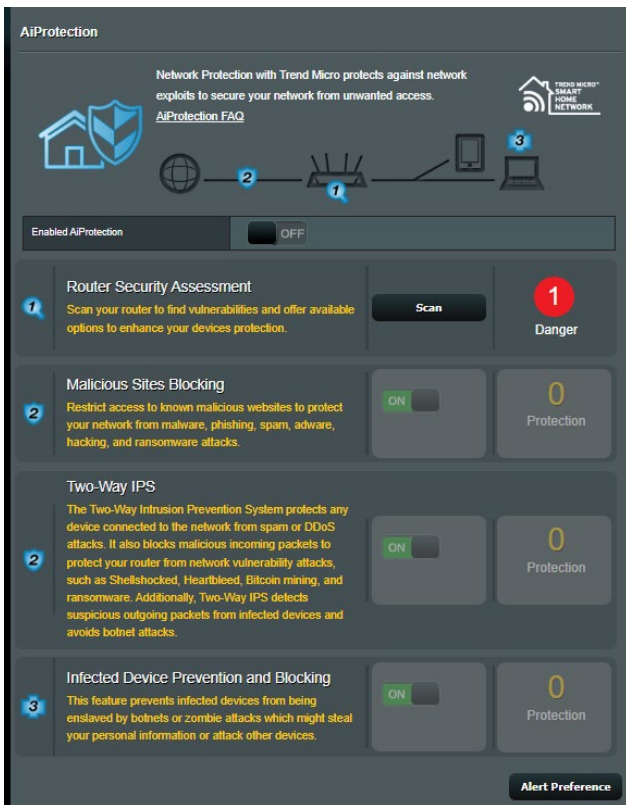 AiProtection
Network Protection with Trend Micro protects against network
exploits to secure your network from unwanted access.
AiProtection FAQ
TREND MICRO™
SMART
HOME
NETWORK
3
2
1
Enabled AiProtection
OFF
1
Router Security Assessment
Scan your router to find vulnerabilities and offer available
options to enhance your devices protection.
Scan
1
Danger
2
Malicious Sites Blocking
Restrict access to known malicious websites to protect
your network from malware, phishing, spam, adware,
hacking, and ransomware attacks.
ON
0
Protection
2
Two-Way IPS
The Two-Way Intrusion Prevention System protects any
device connected to the network from spam or DDoS
attacks. It also blocks malicious incoming packets to
protect your router from network vulnerability attacks,
such as Shellshocked, Heartbleed, Bitcoin mining, and
ransomware. Additionally, Two-Way IPS detects
suspicious outgoing packets from infected devices and
avoids botnet attacks.
ON
0
Protection
3
Infected Device Prevention and Blocking
This feature prevents infected devices from being
enslaved by botnets or zombie attacks which might steal
your personal information or attack other devices.
ON
0
Protection
Alert Preference